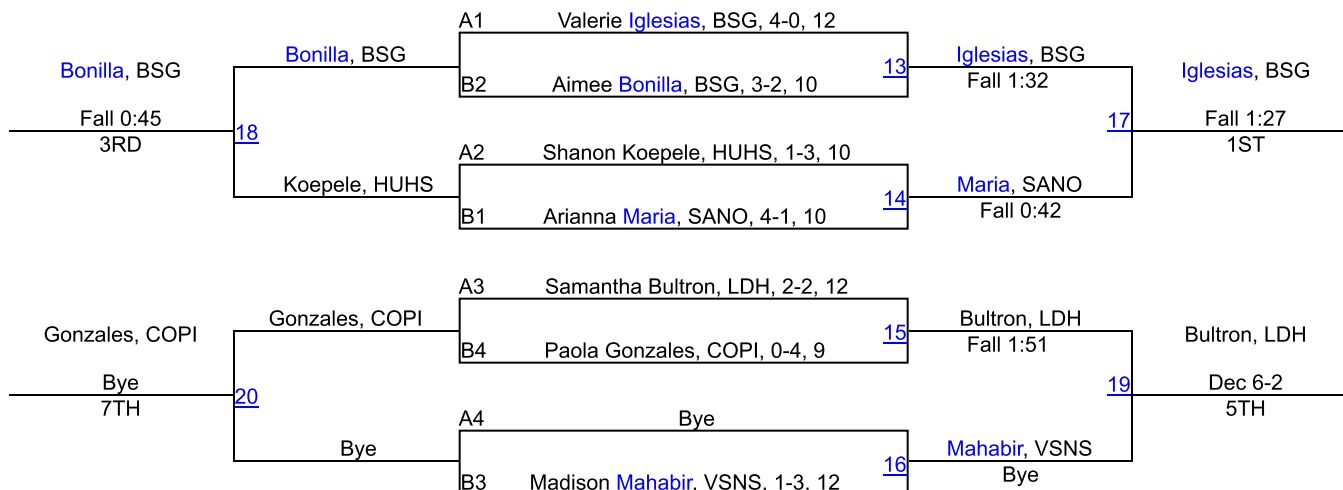 A1 Valerie Iglesias, BSG, 4-0, 12
Bonilla, BSG
Iglesias, BSG
Bonilla, BSG
13
Iglesias, BSG
B2 Aimee Bonilla, BSG, 3-2, 10
Fall 1:32
Fall 0:45
18
17
Fall 1:27
3RD
1ST
A2 Shanon Koepele, HUHS, 1-3, 10
Koepele, HUHS
14
Maria, SANO
B1 Arianna Maria, SANO, 4-1, 10
Fall 0:42
A3 Samantha Bultron, LDH, 2-2, 12
Gonzales, COPI
Bultron, LDH
Gonzales, COPI
15
Bultron, LDH
B4 Paola Gonzales, COPI, 0-4, 9
Fall 1:51
Bye
20
19
Dec 6-2
7TH
5TH
A4 Bye
Bye
16
Mahabir, VSNS
B3 Madison Mahabir, VSNS, 1-3, 12
Bye